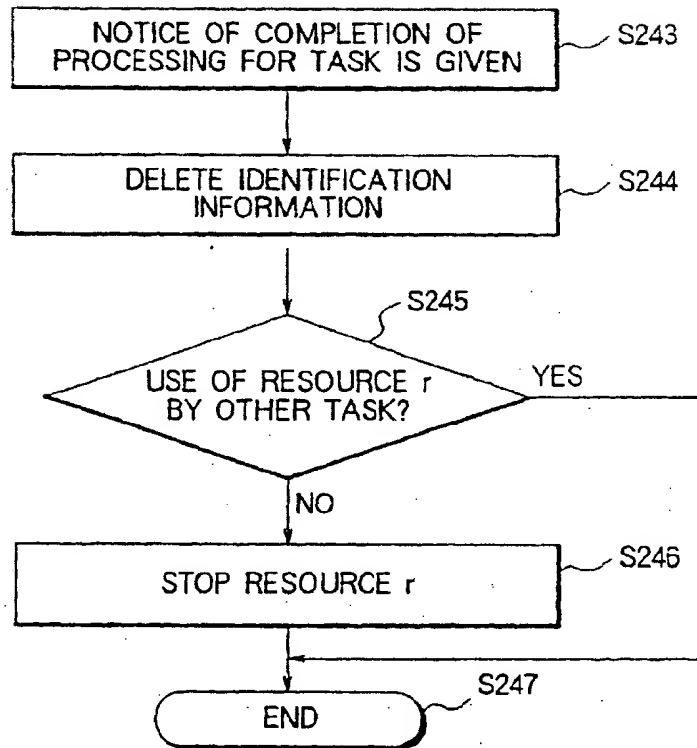 NOTICE OF COMPLETION OF
PROCESSING FOR TASK IS GIVEN
S243
DELETE IDENTIFICATION
INFORMATION
S244
S245
USE OF RESOURCE r
BY OTHER TASK?
YES
NO
STOP RESOURCE r
S246
S247
END